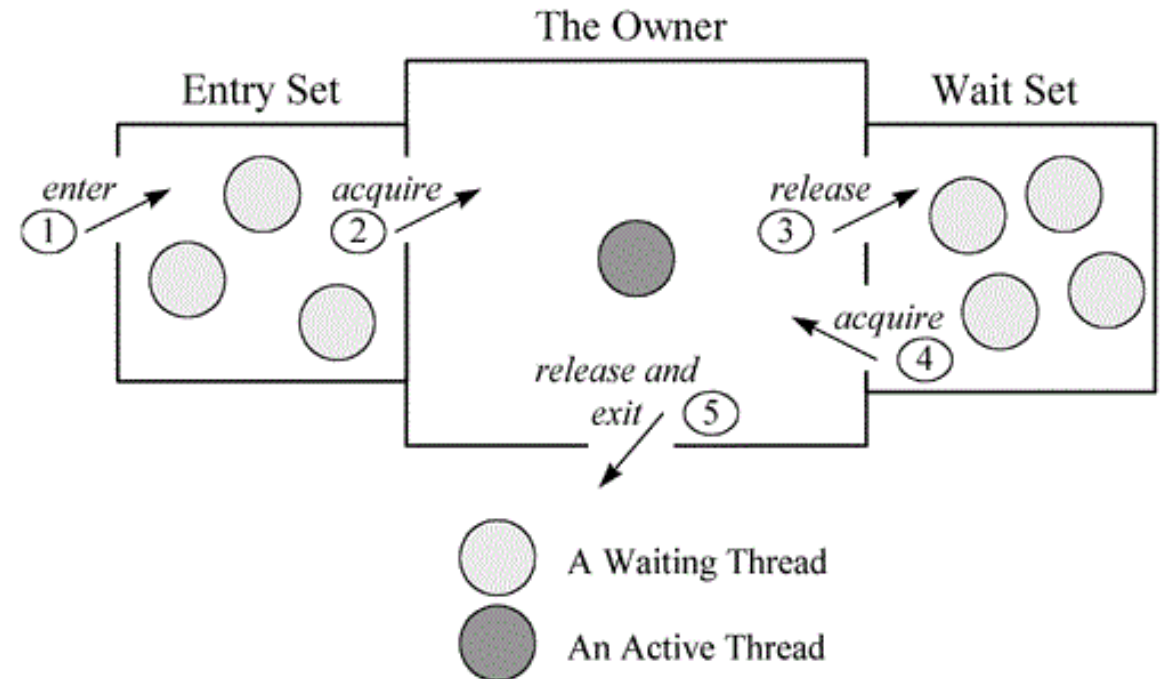 The Owner
Entry Set
Wait Set
enter
1
acquire
2
release
3
acquire
4
release and
exit
5
A Waiting Thread
An Active Thread